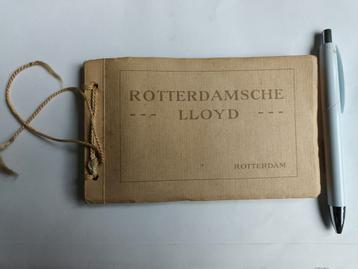 ROTTERDAMSCHE
--- LLOYD ---
ROTTERDAM